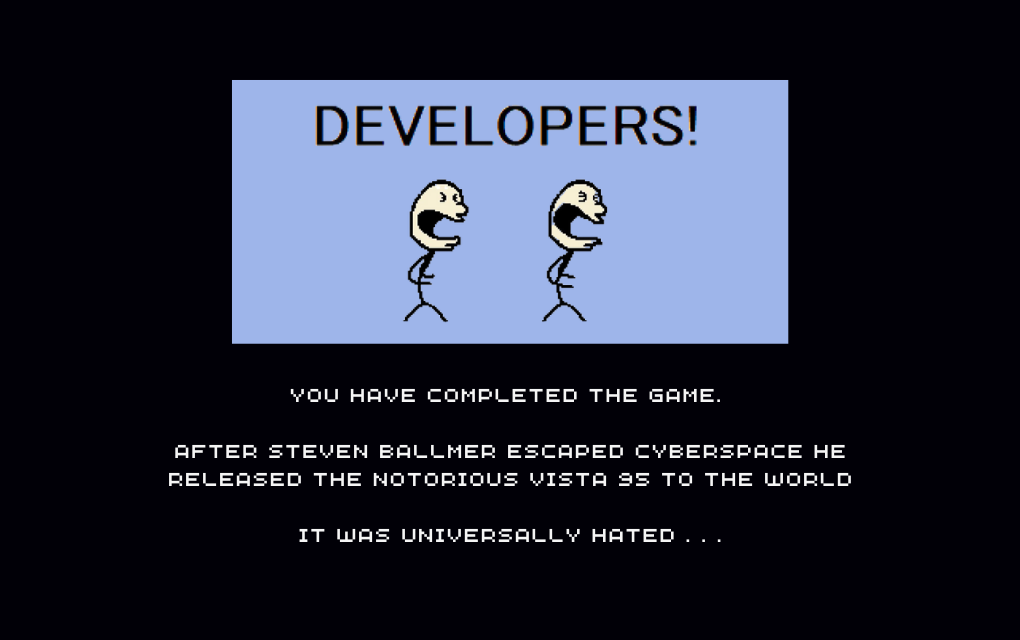 DEVELOPERS!
YOU HAVE COMPLETED THE GAME.
AFTER STEVEN BALLMER ESCAPED CYBERSPACE HE
RELEASED THE NOTORIOUS VISTA 95 TO THE WORLD
IT WAS UNIVERSALLY HATED . . .